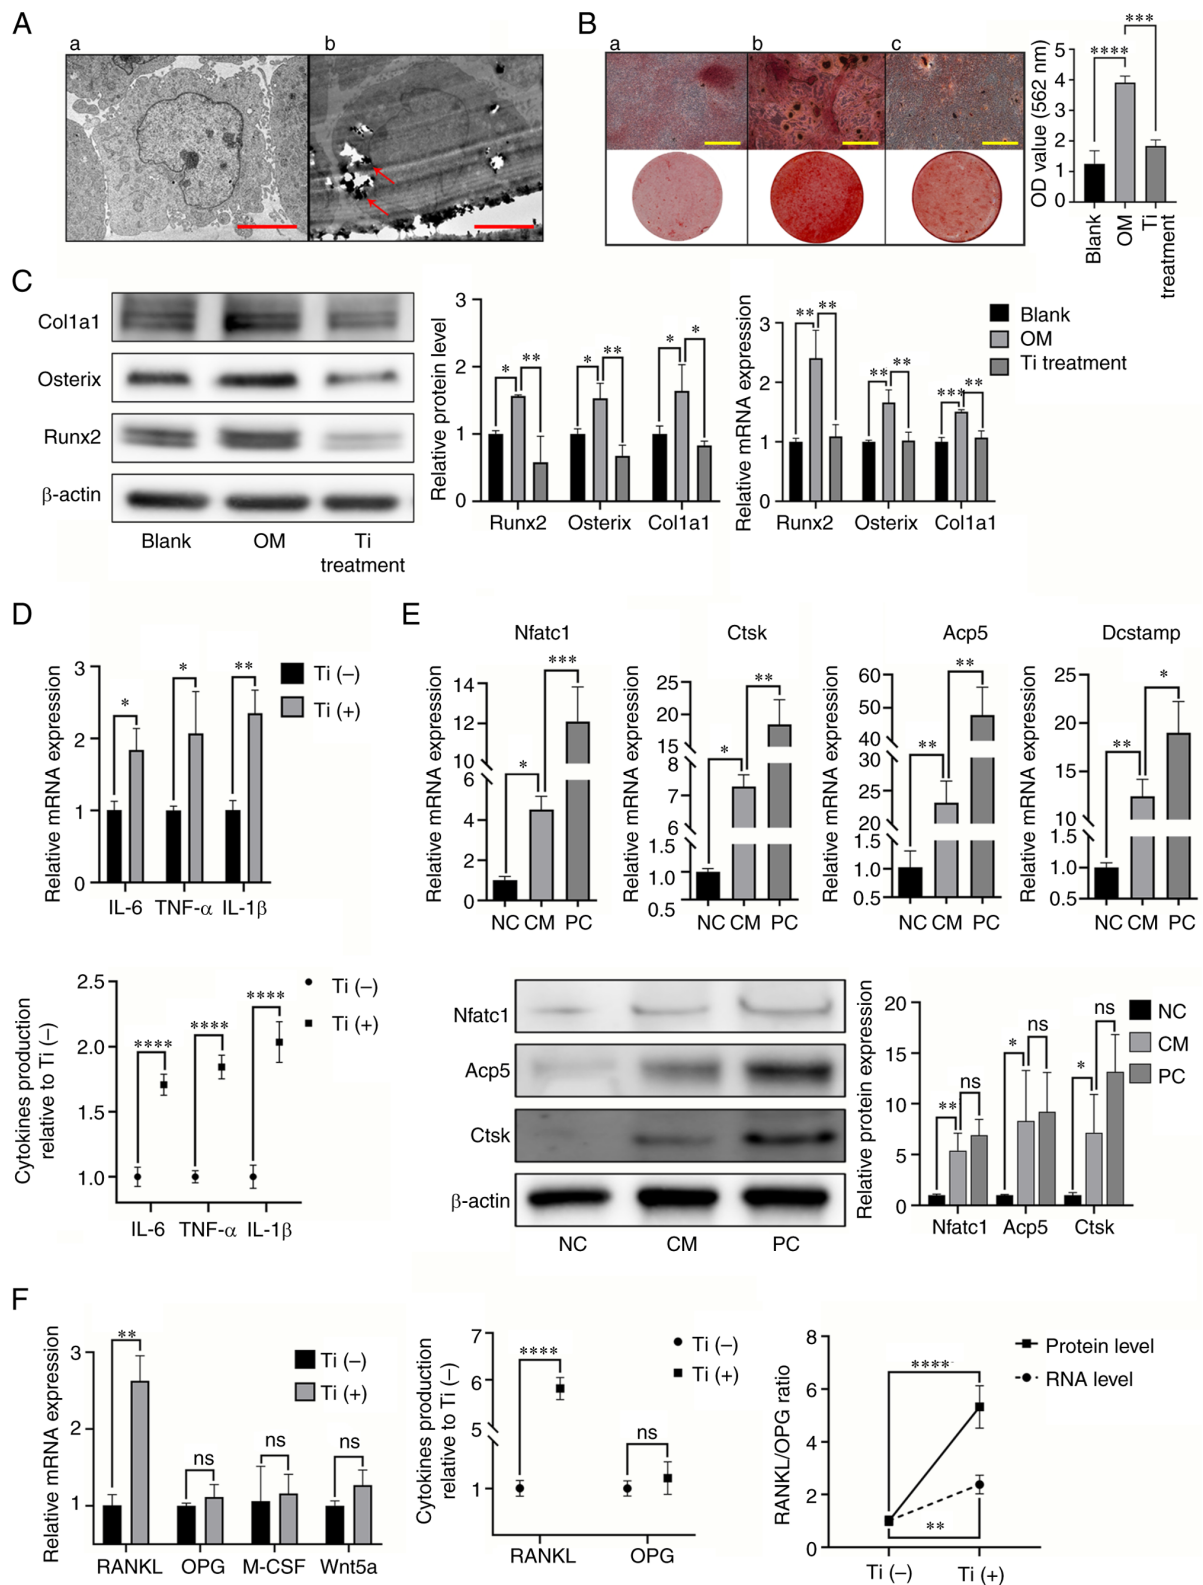 A
a
b
B
a
b
c
OD value (562 nm)
5
4
3
2
1
0
****
***
Blank
OM
Ti
treatment
C
Col1a1
Osterix
Runx2
β-actin
Blank
OM
Ti
treatment
Relative protein level
3
2
1
0
* ** * ** * *
Runx2 Osterix Col1a1
Relative mRNA expression
3
2
1
0
** ** ** ** *** **
Runx2 Osterix Col1a1
Blank
OM
Ti treatment
D
Relative mRNA expression
3
2
1
0
* * **
IL-6 TNF-α IL-1β
Ti (–)
Ti (+)
Cytokines production
relative to Ti (–)
2.5
2.0
1.5
1.0
**** **** ****
IL-6 TNF-α IL-1β
Ti (–)
Ti (+)
E
Nfatc1
Relative mRNA expression
14
12
10
6
4
2
0
* ***
NC CM PC
Ctsk
Relative mRNA expression
25
20
15
8
7
6
1.5
1.0
0.5
* **
NC CM PC
Acp5
Relative mRNA expression
60
50
40
30
25
20
1.5
1.0
0.5
** **
NC CM PC
Dcstamp
Relative mRNA expression
25
20
15
10
1.5
1.0
0.5
** *
NC CM PC
Nfatc1
Acp5
Ctsk
β-actin
NC CM PC
Relative protein expression
20
15
10
5
0
** ns * ns * ns
Nfatc1 Acp5 Ctsk
NC
CM
PC
F
Relative mRNA expression
3
2
1
** ns ns ns
RANKL OPG M-CSF Wnt5a
Ti (–)
Ti (+)
Cytokines production
relative to Ti (–)
7
6
5
1
**** ns
RANKL OPG
Ti (–)
Ti (+)
RANKL/OPG ratio
8
6
4
2
0
****
**
Ti (–) Ti (+)
Protein level
RNA level